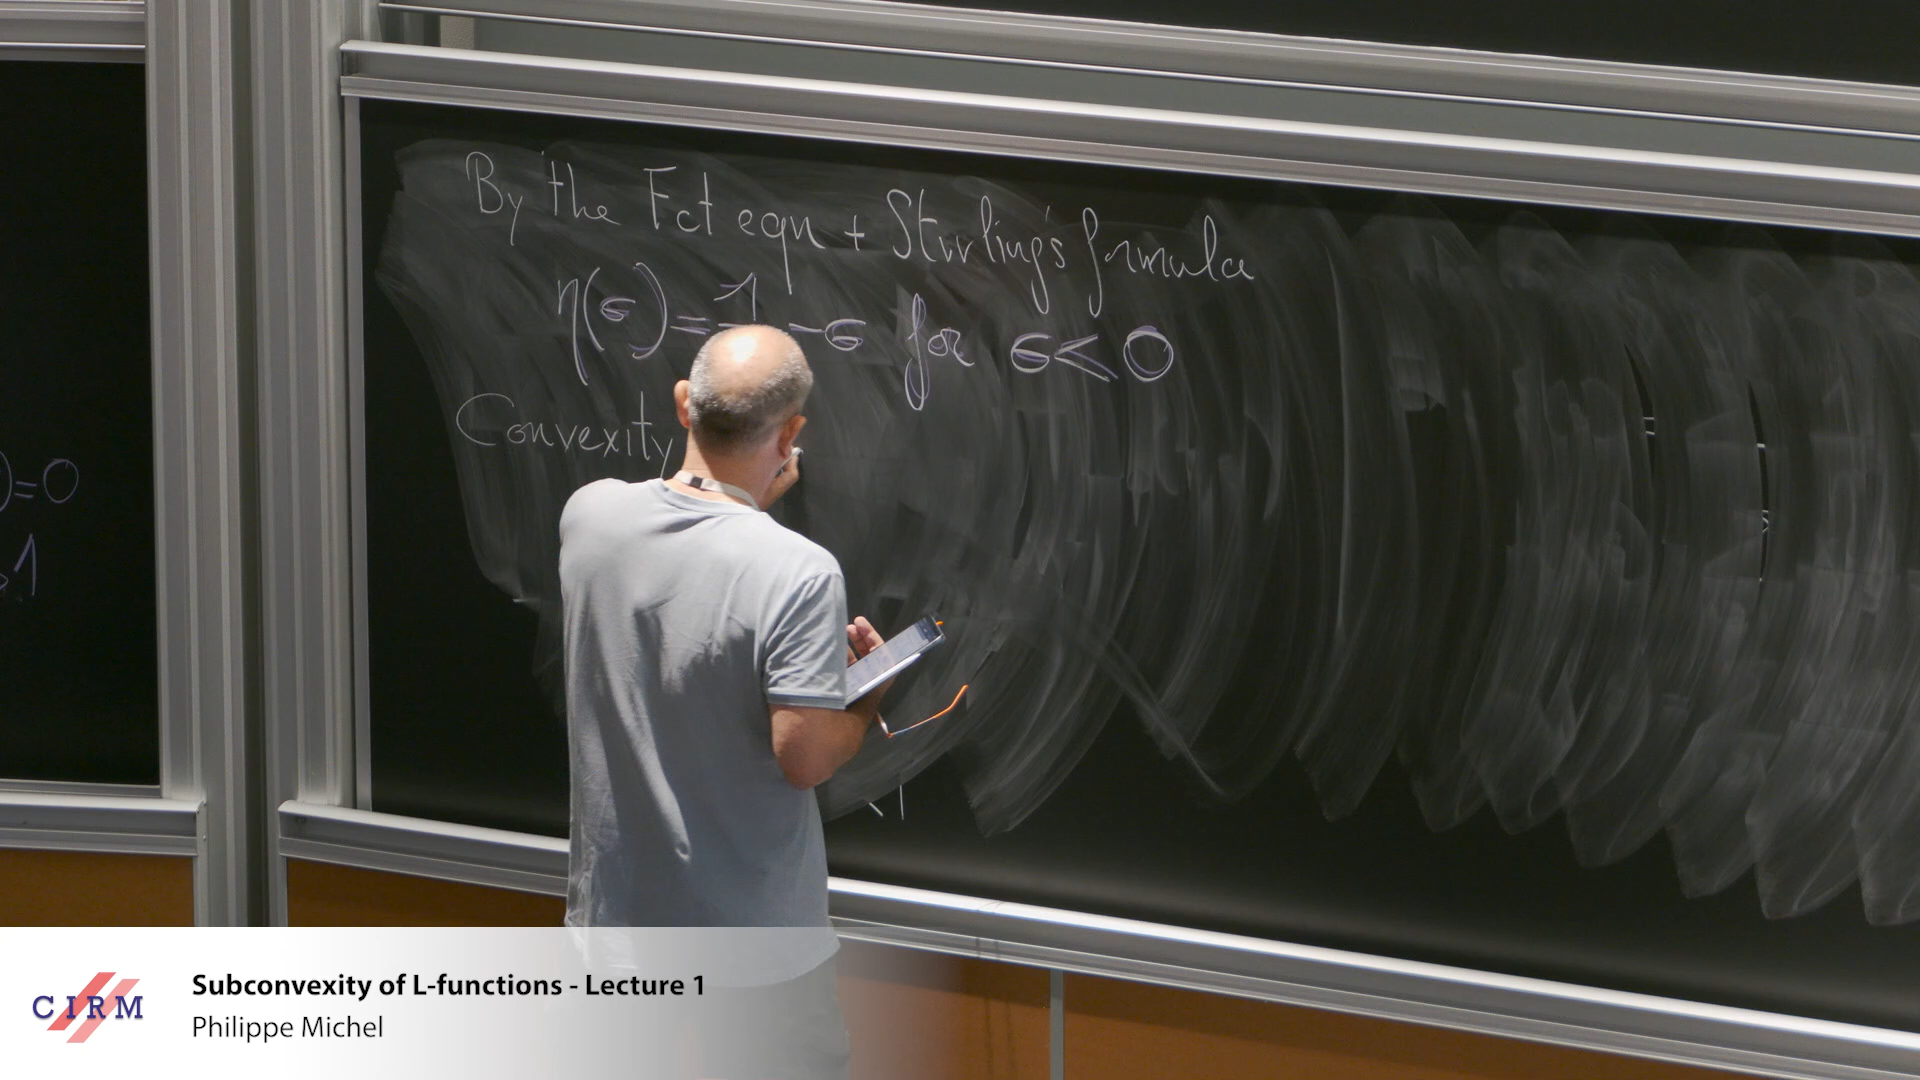 By the Fct eqn + Stirling's formula
η(σ) = 1 - σ for σ < 0
Convexity
)=0
1
CIRM
Subconvexity of L-functions - Lecture 1
Philippe Michel